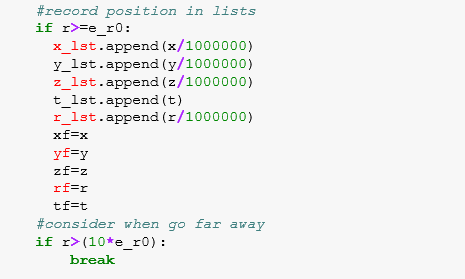 #record position in lists
if r>=e_r0:
x_lst.append(x/1000000)
y_lst.append(y/1000000)
z_lst.append(z/1000000)
t_lst.append(t)
r_lst.append(r/1000000)
xf=x
yf=y
zf=z
rf=r
tf=t
#consider when go far away
if r>(10*e_r0):
break